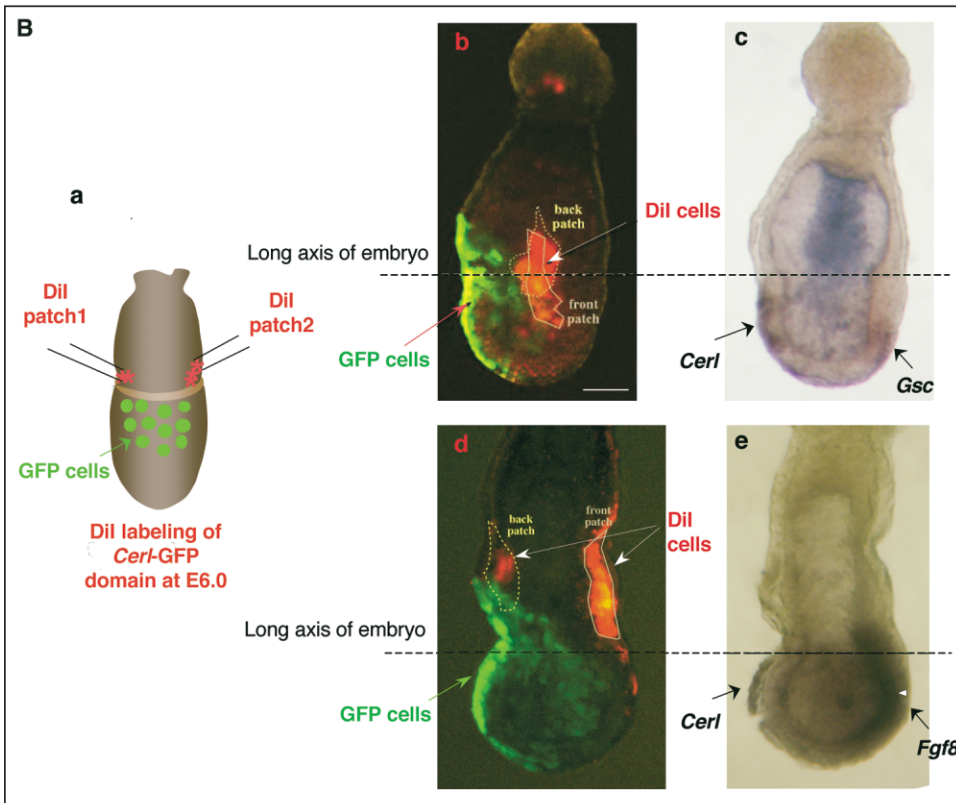 B
a
DiI
patch1
DiI
patch2
GFP cells
DiI labeling of
Cerl-GFP
domain at E6.0
b
back
patch
DiI cells
Long axis of embryo
front
patch
GFP cells
c
Cerl
Gsc
d
back
patch
front
patch
DiI
cells
Long axis of embryo
GFP cells
e
Cerl
Fgf8